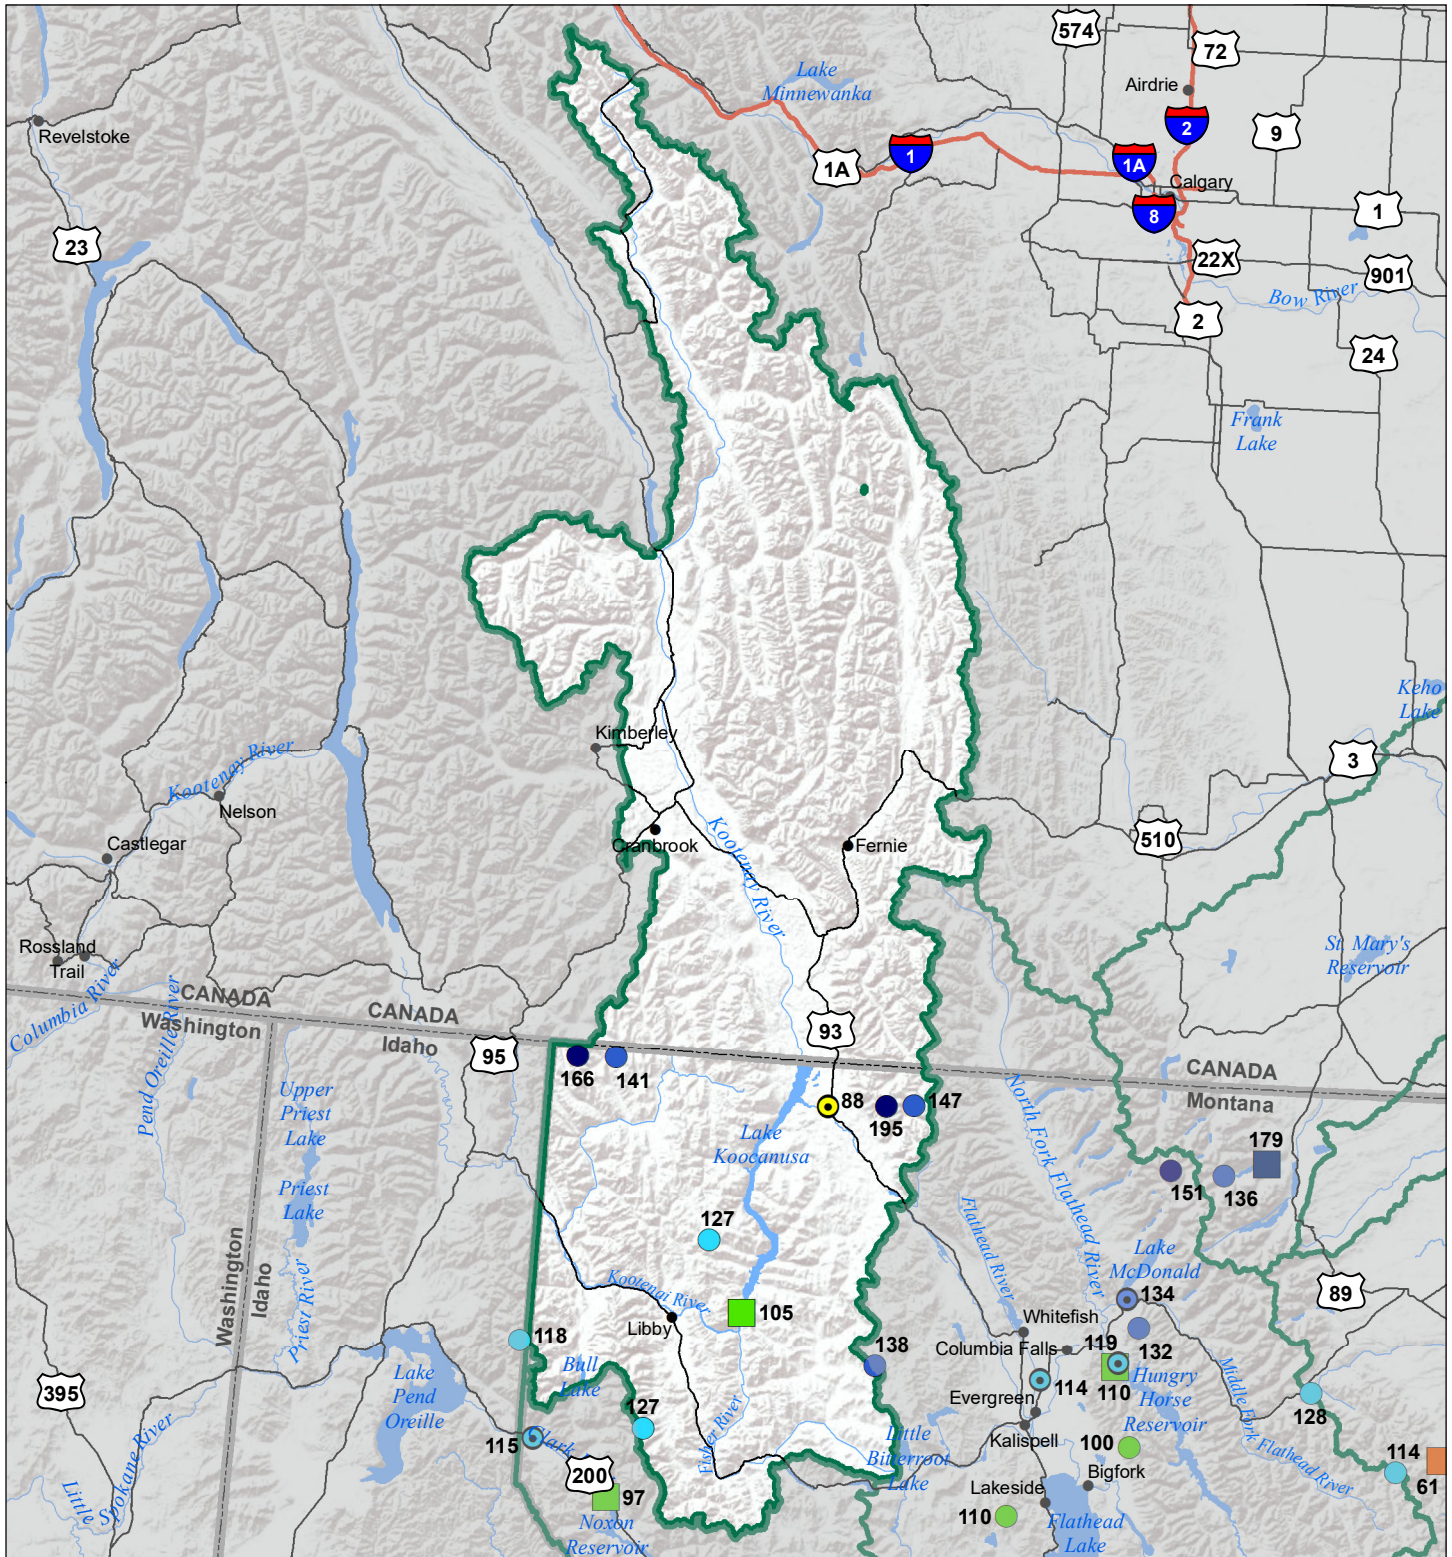 574
72
Airdrie
Lake
Minnewanka
2
9
Revelstoke
1
1A
1A
Calgary
8
1
23
22X
901
Bow River
2
24
Frank
Lake
Keho
Lake
Kimberley
3
Kootenay River
Nelson
Castlegar
Cranbrook
Kootenay River
Fernie
510
Rossland
Trail
St. Mary's
Reservoir
Columbia River
Pend Oreille River
CANADA
Washington
CANADA
Idaho
95
93
CANADA
Montana
166
141
88
195
147
Upper
Priest
Lake
Lake
Koocanusa
North Fork Flathead River
179
151
136
Priest
Lake
Flathead River
127
Lake
McDonald
Washington
Idaho
Priest River
Kootenai River
105
Libby
134
89
Whitefish
118
138
Columbia Falls
119
132
395
Lake
Pend
Oreille
Bull
Lake
114
110
Hungry
Horse
Reservoir
Middle Fork Flathead River
Evergreen
128
127
Fisher River
Kalispell
115
Clark
Little
Bitterroot
Lake
100
Bigfork
114
61
200
97
Lakeside
Little
Spokane River
110
Noxon
Reservoir
Flathead
Lake